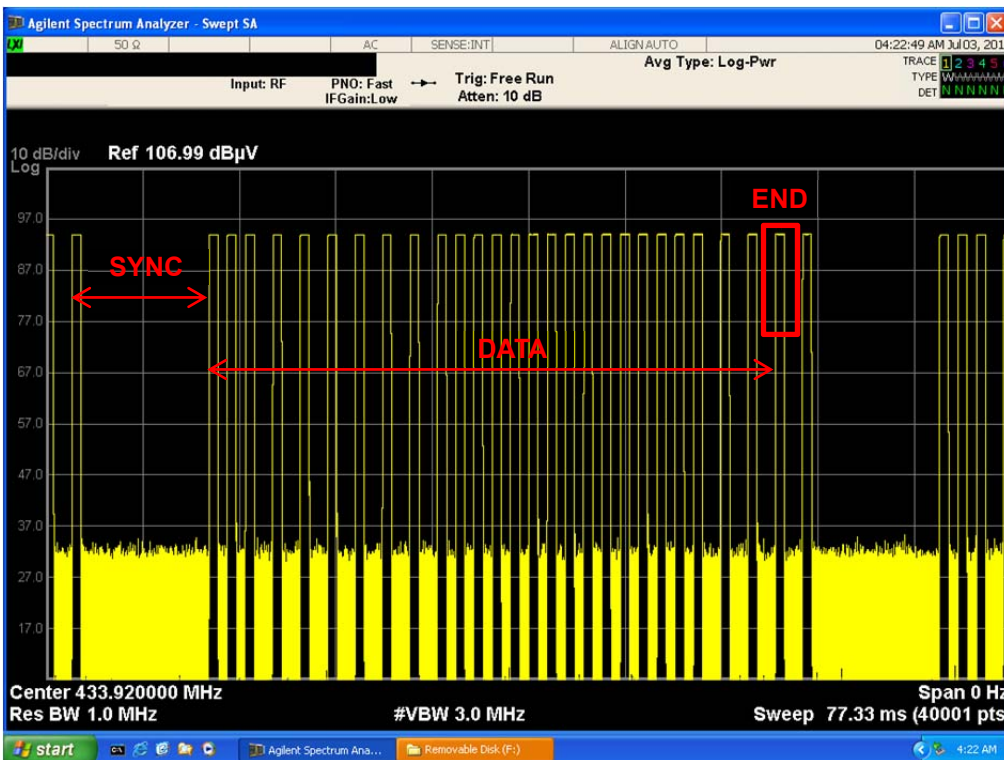 Agilent Spectrum Analyzer - Swept SA
LXI 50 Ω AC SENSE:INT ALIGN AUTO 04:22:49 AM Jul 03, 201
Avg Type: Log-Pwr TRACE 1 2 3 4 5
Input: RF PNO: Fast Trig: Free Run TYPE WWWWWW
IFGain:Low Atten: 10 dB DET N N N N N
10 dB/div Ref 106.99 dBµV
Log
END
97.0
SYNC
87.0
77.0
DATA
67.0
57.0
47.0
37.0
27.0
17.0
Center 433.920000 MHz Span 0 Hz
Res BW 1.0 MHz #VBW 3.0 MHz Sweep 77.33 ms (40001 pts
start Agilent Spectrum Ana... Removable Disk (F:) 4:22 AM